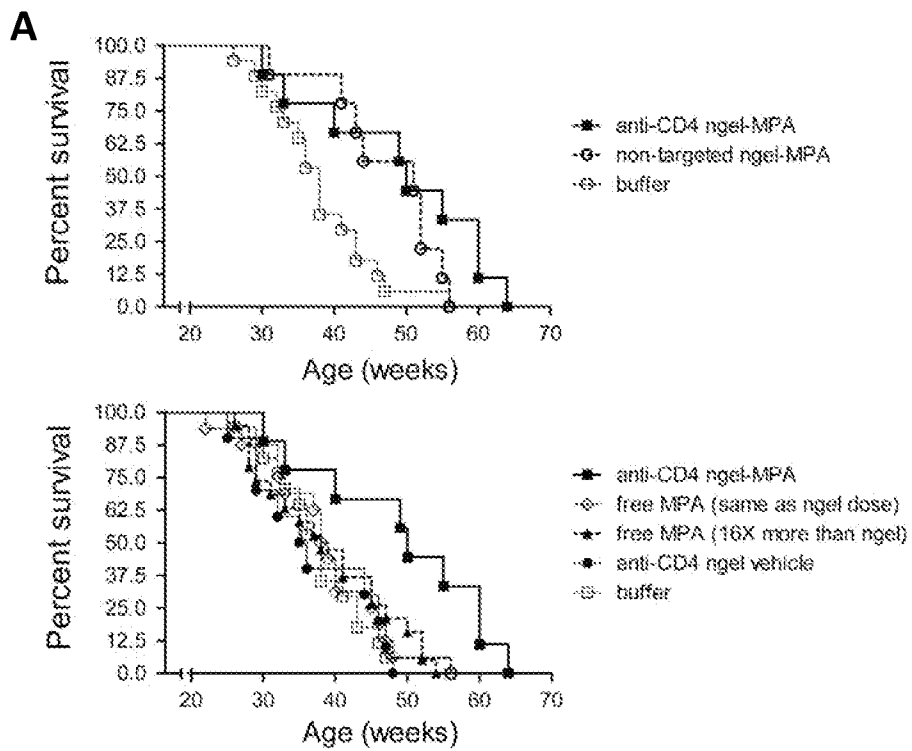 A
Percent survival
100.0
87.5
75.0
62.5
50.0
37.5
25.0
12.5
0.0
20 30 40 50 60 70
Age (weeks)
anti-CD4 ngel-MPA
non-targeted ngel-MPA
buffer
Percent survival
100.0
87.5
75.0
62.5
50.0
37.5
25.0
12.5
0.0
20 30 40 50 60 70
Age (weeks)
anti-CD4 ngel-MPA
free MPA (same as ngel dose)
free MPA (16X more than ngel)
anti-CD4 ngel vehicle
buffer